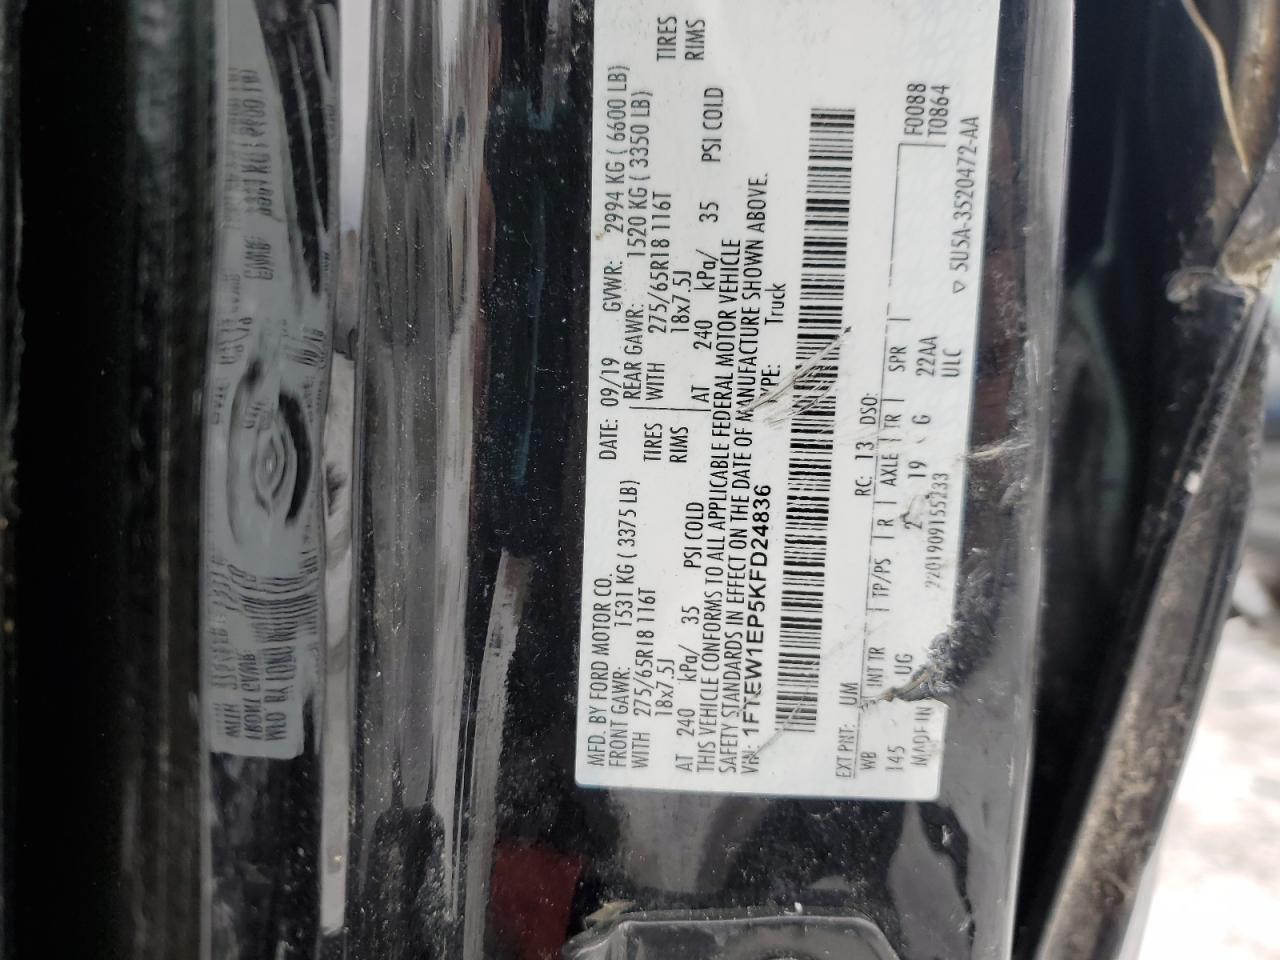 MFD. BY FORD MOTOR CO.
DATE: 09/19 GVWR: 2994 KG ( 6600 LB)
FRONT GAWR: 1531 KG ( 3375 LB)
REAR GAWR: 1520 KG ( 3350 LB)
WITH 275/65R18 116T TIRES
WITH 275/65R18 116T TIRES
18x7.5J RIMS
18x7.5J RIMS
AT 240 kPa/ 35 PSI COLD
AT 240 kPa/ 35 PSI COLD
THIS VEHICLE CONFORMS TO ALL APPLICABLE FEDERAL MOTOR VEHICLE
SAFETY STANDARDS IN EFFECT ON THE DATE OF MANUFACTURE SHOWN ABOVE.
VIN: 1FTEW1EP5KFD24836
Truck
EXT PNT: UM RC: 13 DSO:
WB INT TR TP/PS R AXLE TR SPR
F0088
T0864
145 UG 2 19 G 22AA
MADE IN 2201909155233 ULC
▽ 5U5A-3520472-AA